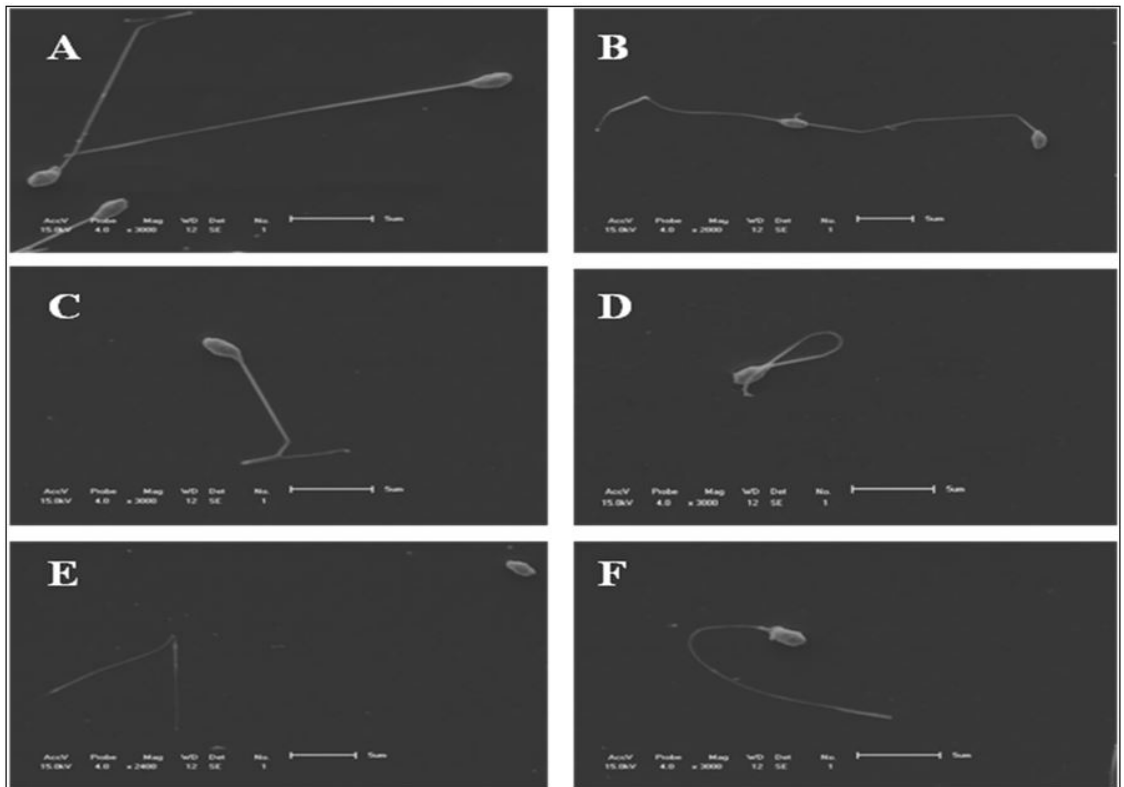 A
AccV Probe Mag WD Det No.
15.0kV 4.0 x 3000 12 SE 1 5um
B
AccV Probe Mag WD Det No.
15.0kV 4.0 x 2000 12 SE 1 5um
C
AccV Probe Mag WD Det No.
15.0kV 4.0 x 3000 12 SE 1 5um
D
AccV Probe Mag WD Det No.
15.0kV 4.0 x 3000 12 SE 1 5um
E
AccV Probe Mag WD Det No.
15.0kV 4.0 x 2400 12 SE 1 5um
F
AccV Probe Mag WD Det No.
15.0kV 4.0 x 3000 12 SE 1 5um